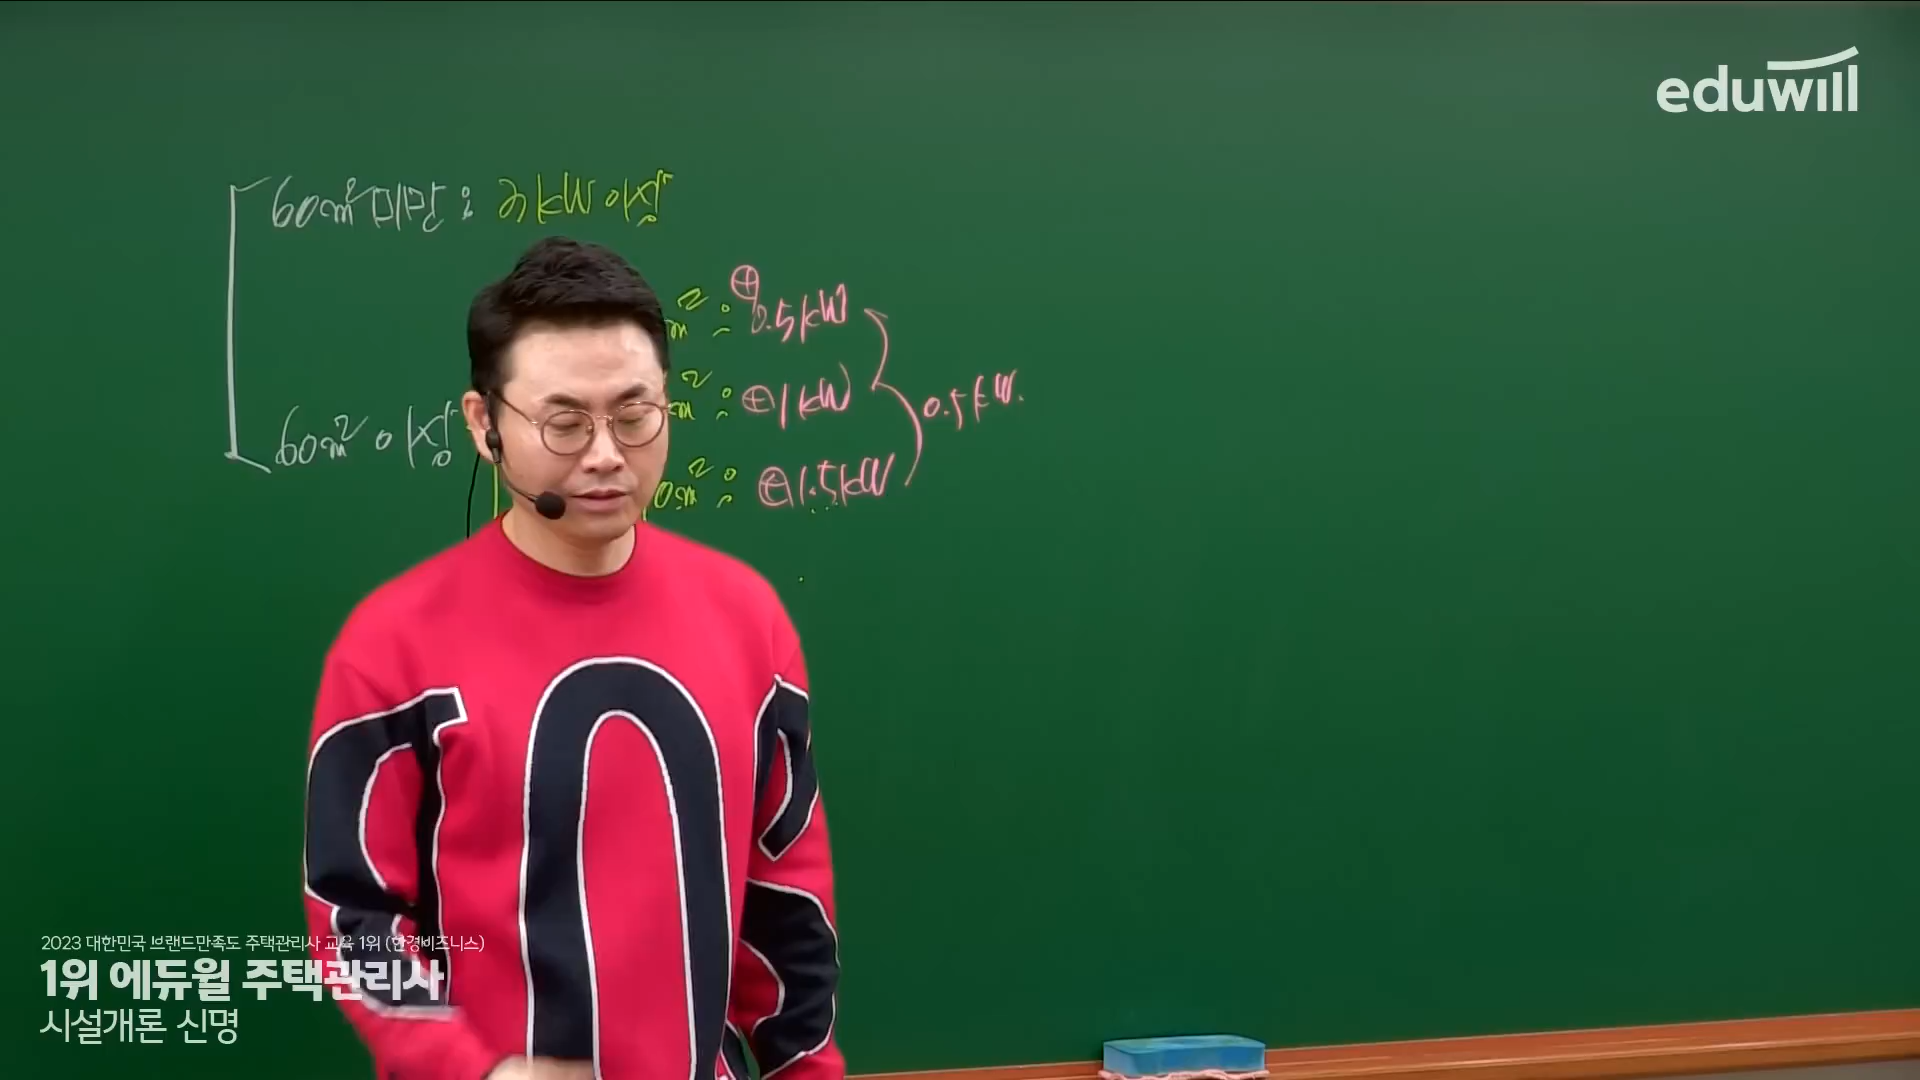 eduwill
60m² 미만 : 3kW 이상
m² : ⊕0.5kW
m² : ⊕1kW
0.5kW.
60m² 이상
0m² : ⊕1.5kW
2023 대한민국 브랜드만족도 주택관리사 교육 1위 (한경비즈니스)
1위 에듀윌 주택관리사
시설개론 신명